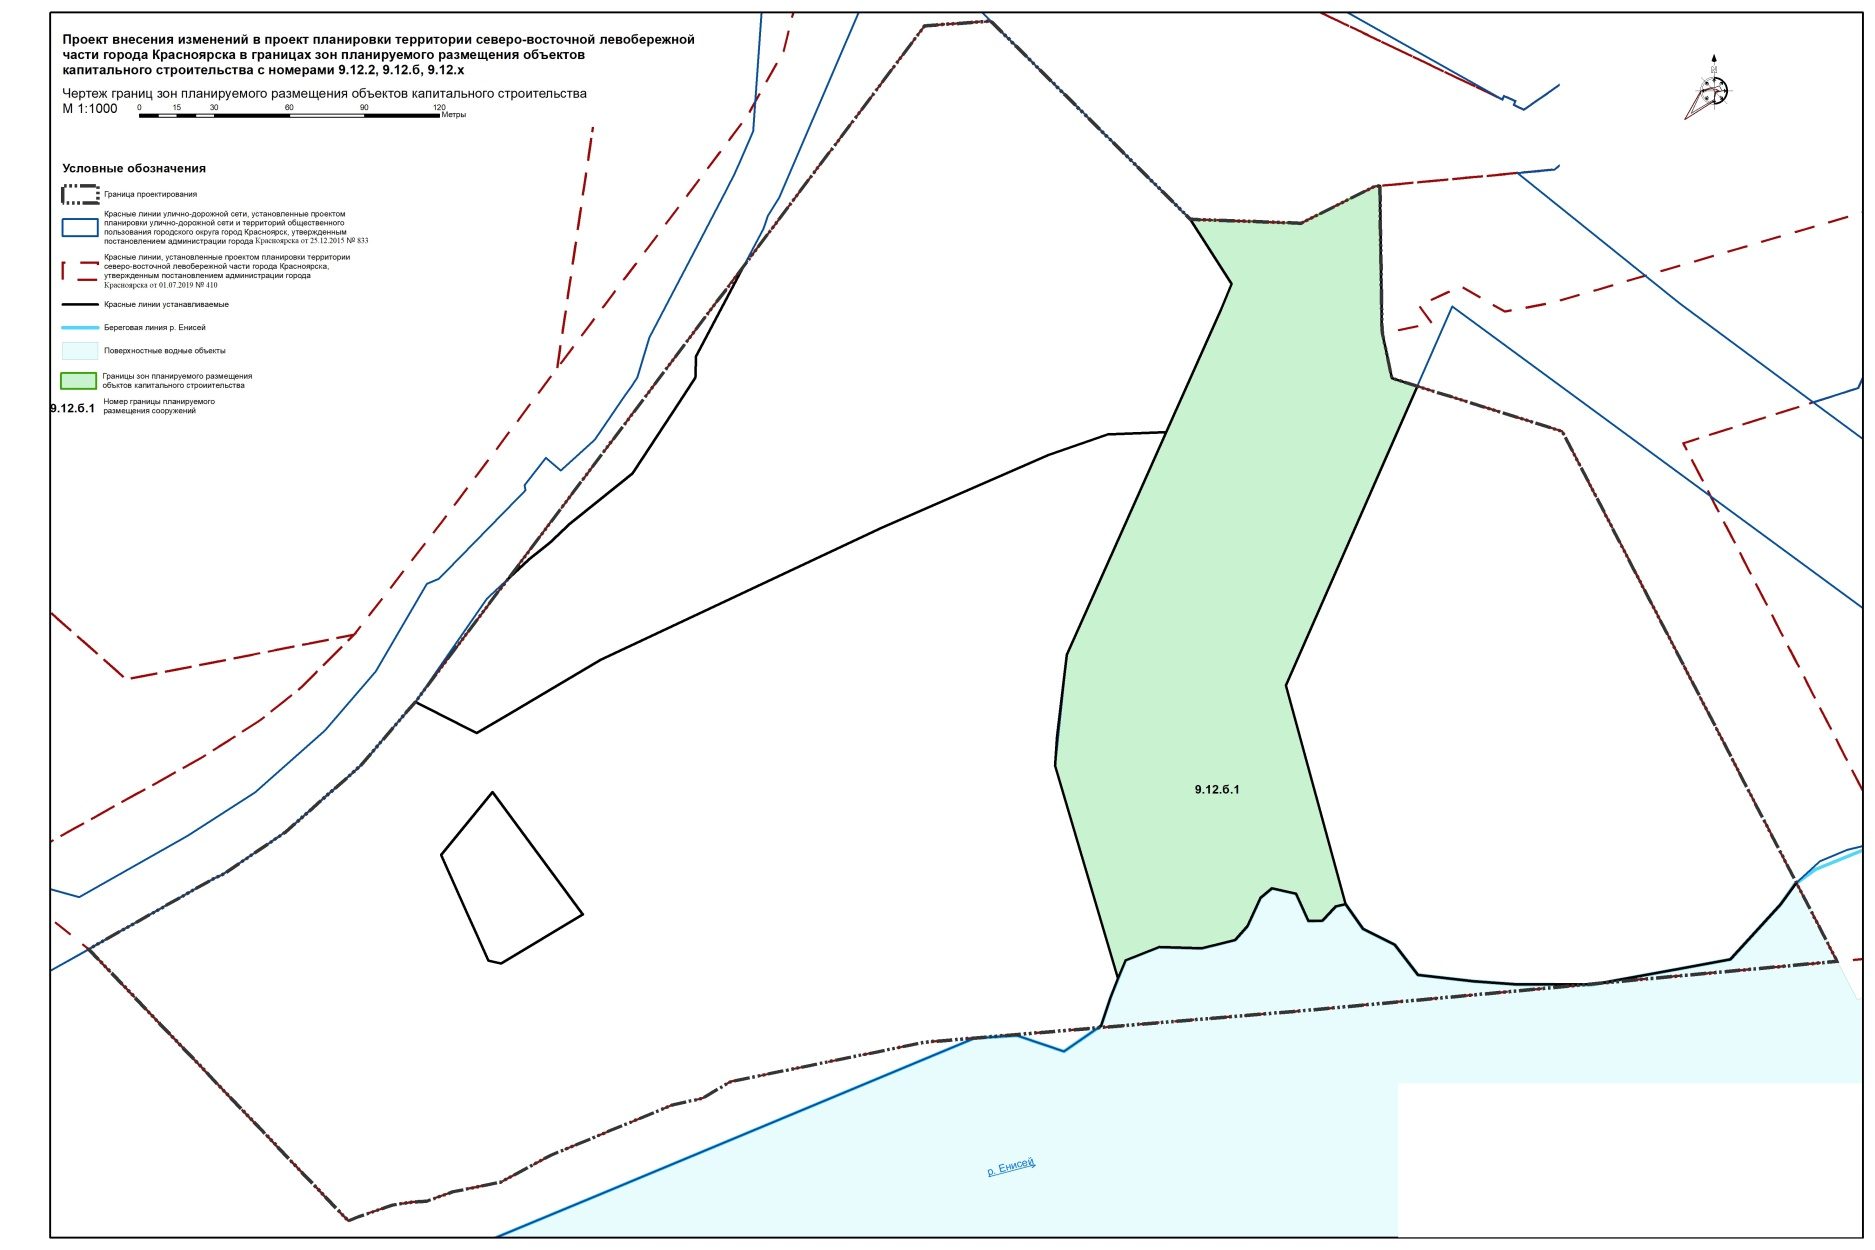 Проект внесения изменений в проект планировки территории северо-восточной левобережной
части города Красноярска в границах зон планируемого размещения объектов
капитального строительства с номерами 9.12.2, 9.12.б, 9.12.х
Чертеж границ зон планируемого размещения объектов капитального строительства
М 1:1000
0 15 30 60 90 120
Метры
Условные обозначения
Граница проектирования
Красные линии улично-дорожной сети, установленные проектом
планировки улично-дорожной сети и территорий общественного
пользования городского округа город Красноярск, утвержденным
постановлением администрации города Красноярска от 25.12.2015 № 833
Красные линии, установленные проектом планировки территории
северо-восточной левобережной части города Красноярска,
утвержденным постановлением администрации города
Красноярска от 01.07.2019 № 410
Красные линии устанавливаемые
Береговая линия р. Енисей
Поверхностные водные объекты
Границы зон планируемого размещения
объктов капитального строиительства
9.12.б.1
Номер границы планируемого
размещения сооружений
9.12.б.1
р. Енисей